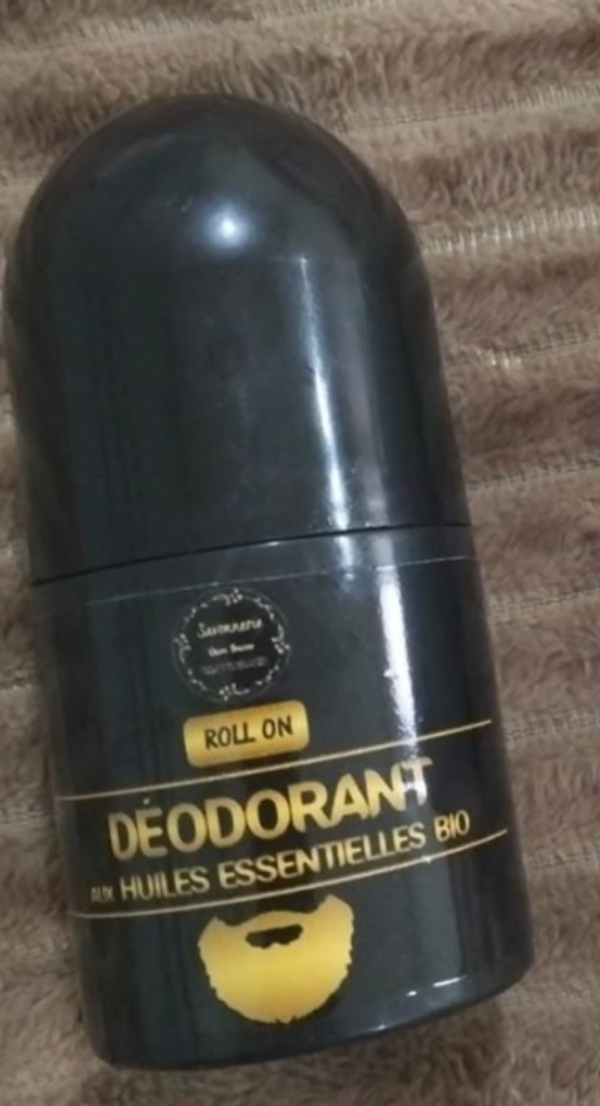 Savonnerie
ROLL ON
DÉODORANT
AUX HUILES ESSENTIELLES BIO